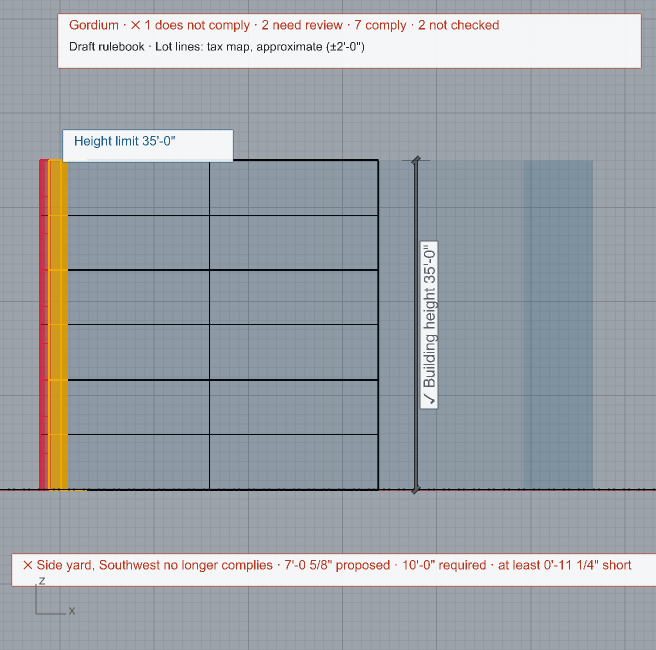 Gordium · ✕ 1 does not comply · 2 need review · 7 comply · 2 not checked
Draft rulebook · Lot lines: tax map, approximate (±2'-0")
Height limit 35'-0"
✓ Building height 35'-0"
✕ Side yard, Southwest no longer complies · 7'-0 5/8" proposed · 10'-0" required · at least 0'-11 1/4" short
z
x